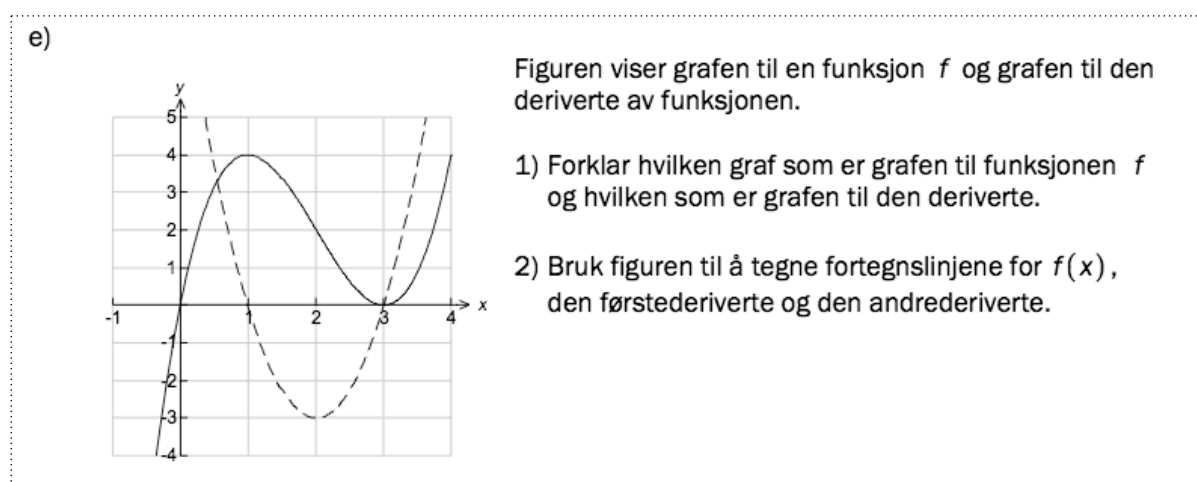 e)
Figuren viser grafen til en funksjon f og grafen til den
deriverte av funksjonen.
1) Forklar hvilken graf som er grafen til funksjonen f
og hvilken som er grafen til den deriverte.
2) Bruk figuren til å tegne fortegnslinjene for f(x),
den førstederiverte og den andrederiverte.
y
5
4
3
2
1
-1 1 2 3 4 x
-1
-2
-3
-4